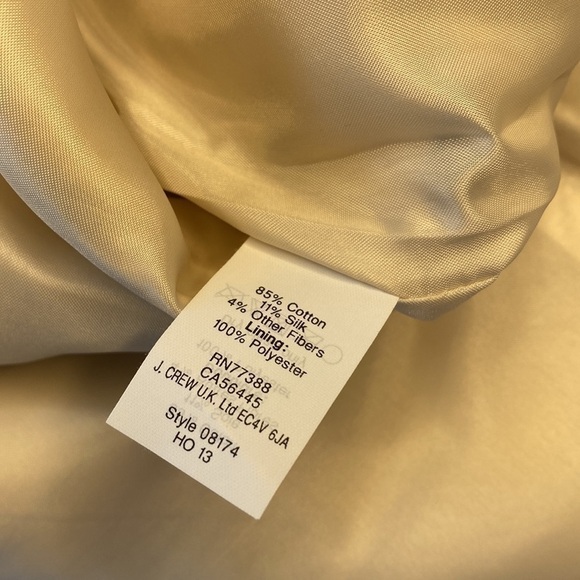 85% Cotton
11% Silk
4% Other Fibers
Lining:
100% Polyester
RN77388
CA56445
J. CREW U.K. Ltd EC4V 6JA
Style 08174
HO 13